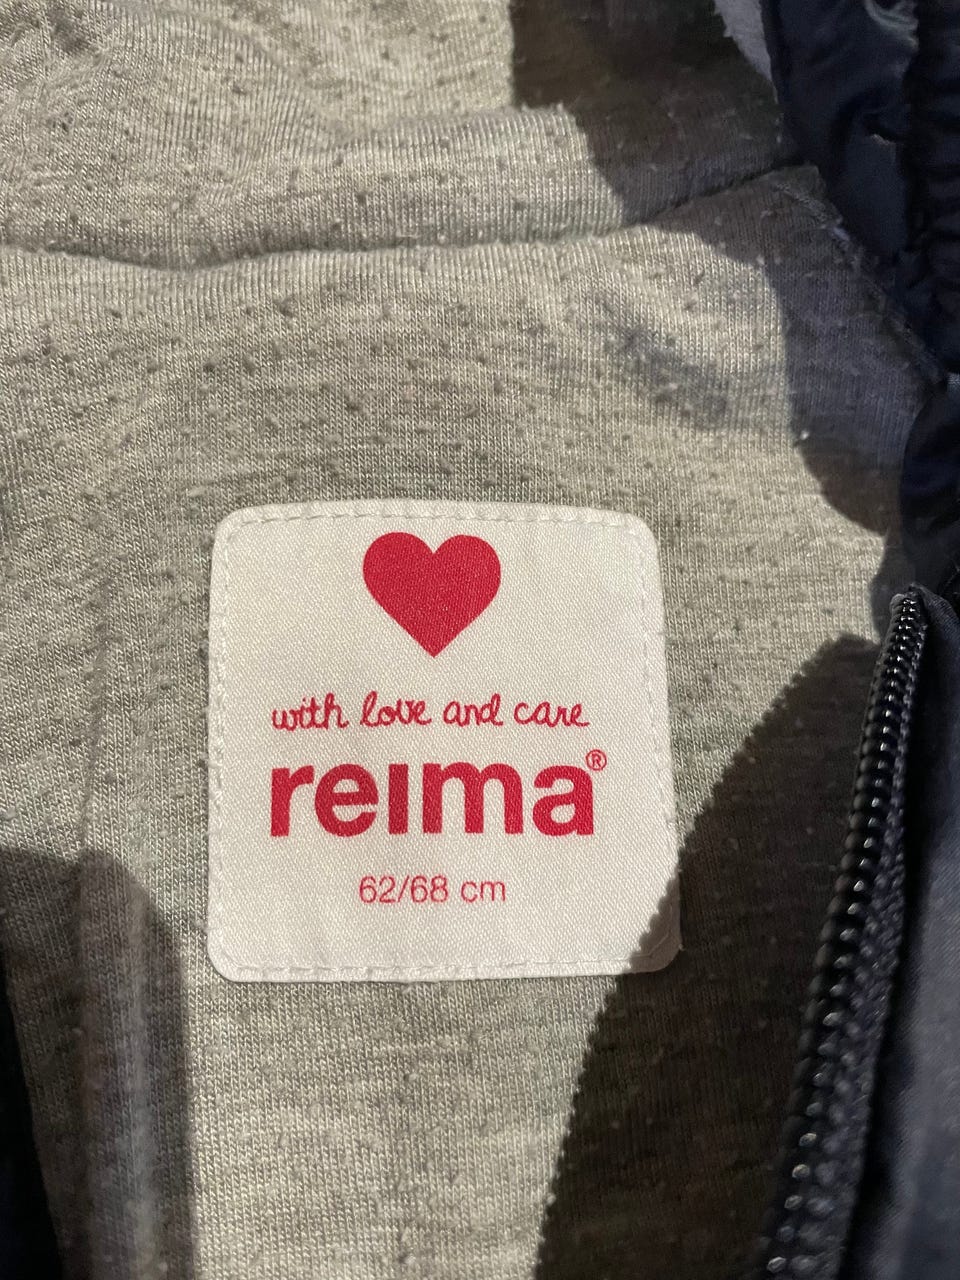 with love and care
reima®
62/68 cm